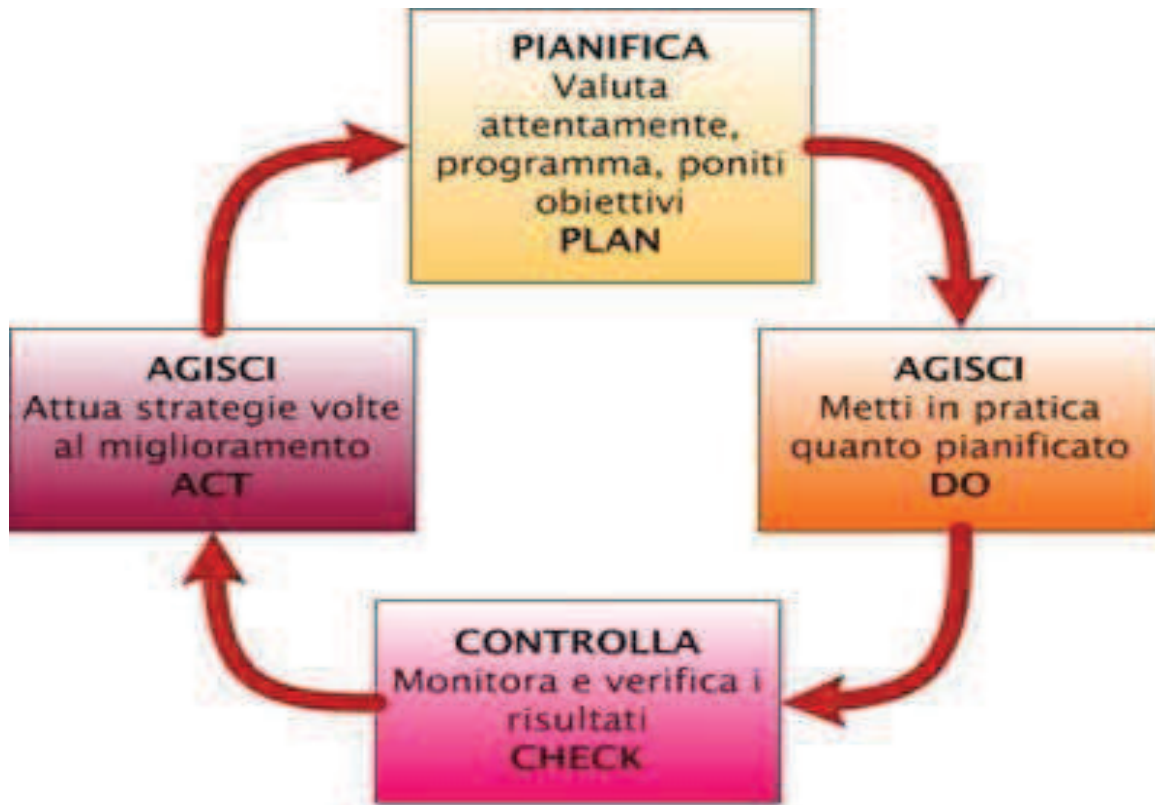 PIANIFICA
Valuta
attentamente,
programma, poniti
obiettivi
PLAN
AGISCI
Metti in pratica
quanto pianificato
DO
CONTROLLA
Monitora e verifica i
risultati
CHECK
AGISCI
Attua strategie volte
al miglioramento
ACT